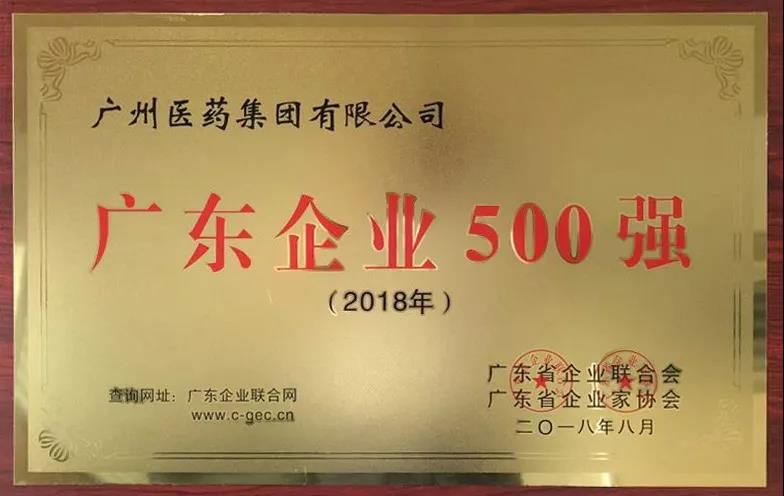 广州医药集团有限公司
广东企业500强
（2018年）
查询网址：广东企业联合网
www.c-gec.cn
广东省企业联合会
广东省企业家协会
二〇一八年八月